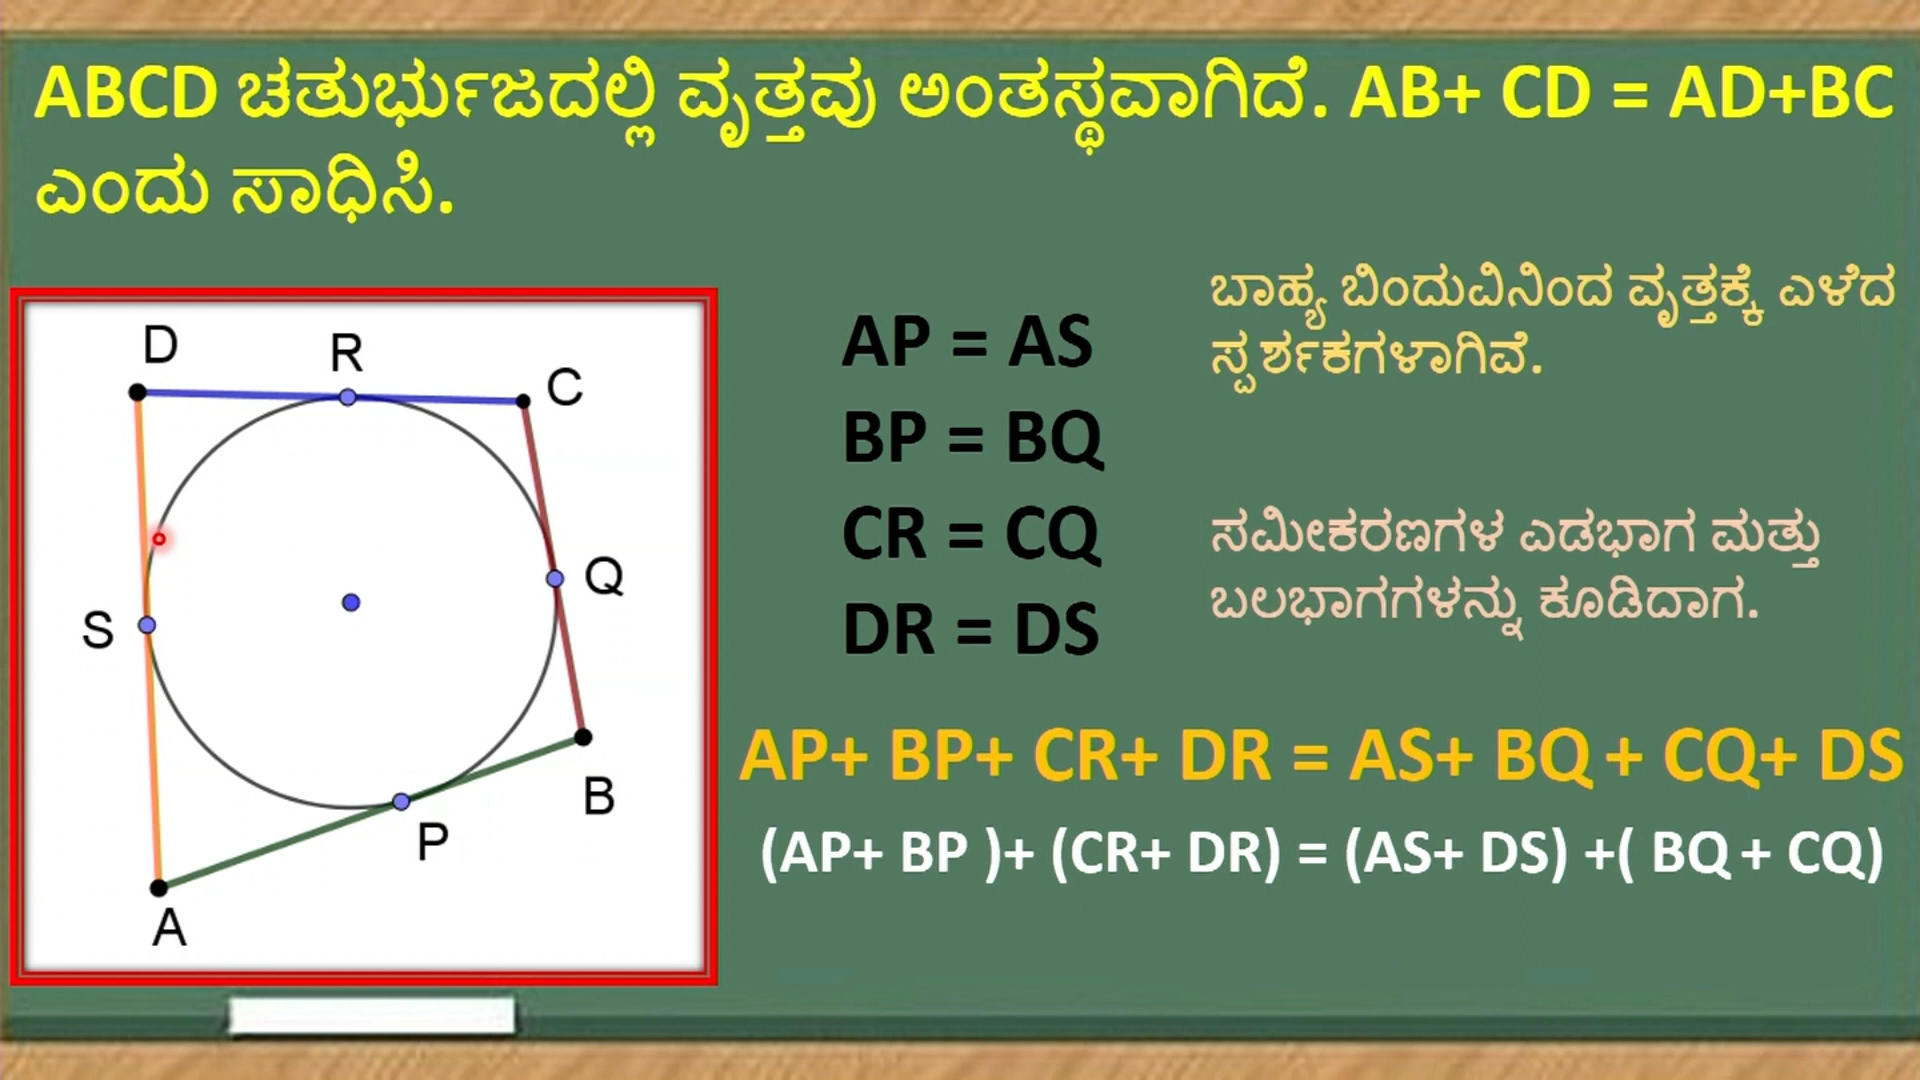 ABCD ಚತುರ್ಭುಜದಲ್ಲಿ ವೃತ್ತವು ಅಂತಸ್ಥವಾಗಿದೆ. AB+ CD = AD+BC
ಎಂದು ಸಾಧಿಸಿ.
D
R
C
S
Q
B
P
A
AP = AS
BP = BQ
CR = CQ
DR = DS
ಬಾಹ್ಯ ಬಿಂದುವಿನಿಂದ ವೃತ್ತಕ್ಕೆ ಎಳೆದ
ಸ್ಪರ್ಶಕಗಳಾಗಿವೆ.
ಸಮೀಕರಣಗಳ ಎಡಭಾಗ ಮತ್ತು
ಬಲಭಾಗಗಳನ್ನು ಕೂಡಿದಾಗ.
AP+ BP+ CR+ DR = AS+ BQ + CQ+ DS
(AP+ BP )+ (CR+ DR) = (AS+ DS) +( BQ + CQ)